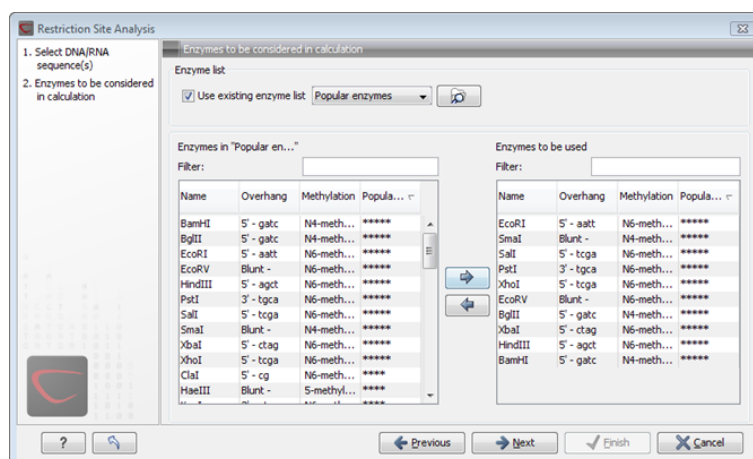 Restriction Site Analysis
1. Select DNA/RNA
sequence(s)
2. Enzymes to be considered
in calculation
Enzymes to be considered in calculation
Enzyme list
Use existing enzyme list Popular enzymes
Enzymes in "Popular en..."
Filter:
Name Overhang Methylation Popula...
BamHI 5' - gatc N4-meth... *****
BglII 5' - gatc N4-meth... *****
EcoRI 5' - aatt N6-meth... *****
EcoRV Blunt - N6-meth... *****
HindIII 5' - agct N6-meth... *****
PstI 3' - tgca N6-meth... *****
SalI 5' - tcga N6-meth... *****
SmaI Blunt - N4-meth... *****
XbaI 5' - ctag N6-meth... *****
XhoI 5' - tcga N6-meth... *****
ClaI 5' - cg N6-meth... ****
HaeIII Blunt - 5-methyl... ****
Enzymes to be used
Filter:
Name Overhang Methylation Popula...
EcoRI 5' - aatt N6-meth... *****
SmaI Blunt - N4-meth... *****
SalI 5' - tcga N6-meth... *****
PstI 3' - tgca N6-meth... *****
XhoI 5' - tcga N6-meth... *****
EcoRV Blunt - N6-meth... *****
BglII 5' - gatc N4-meth... *****
XbaI 5' - ctag N6-meth... *****
HindIII 5' - agct N6-meth... *****
BamHI 5' - gatc N4-meth... *****
? Previous Next Finish Cancel